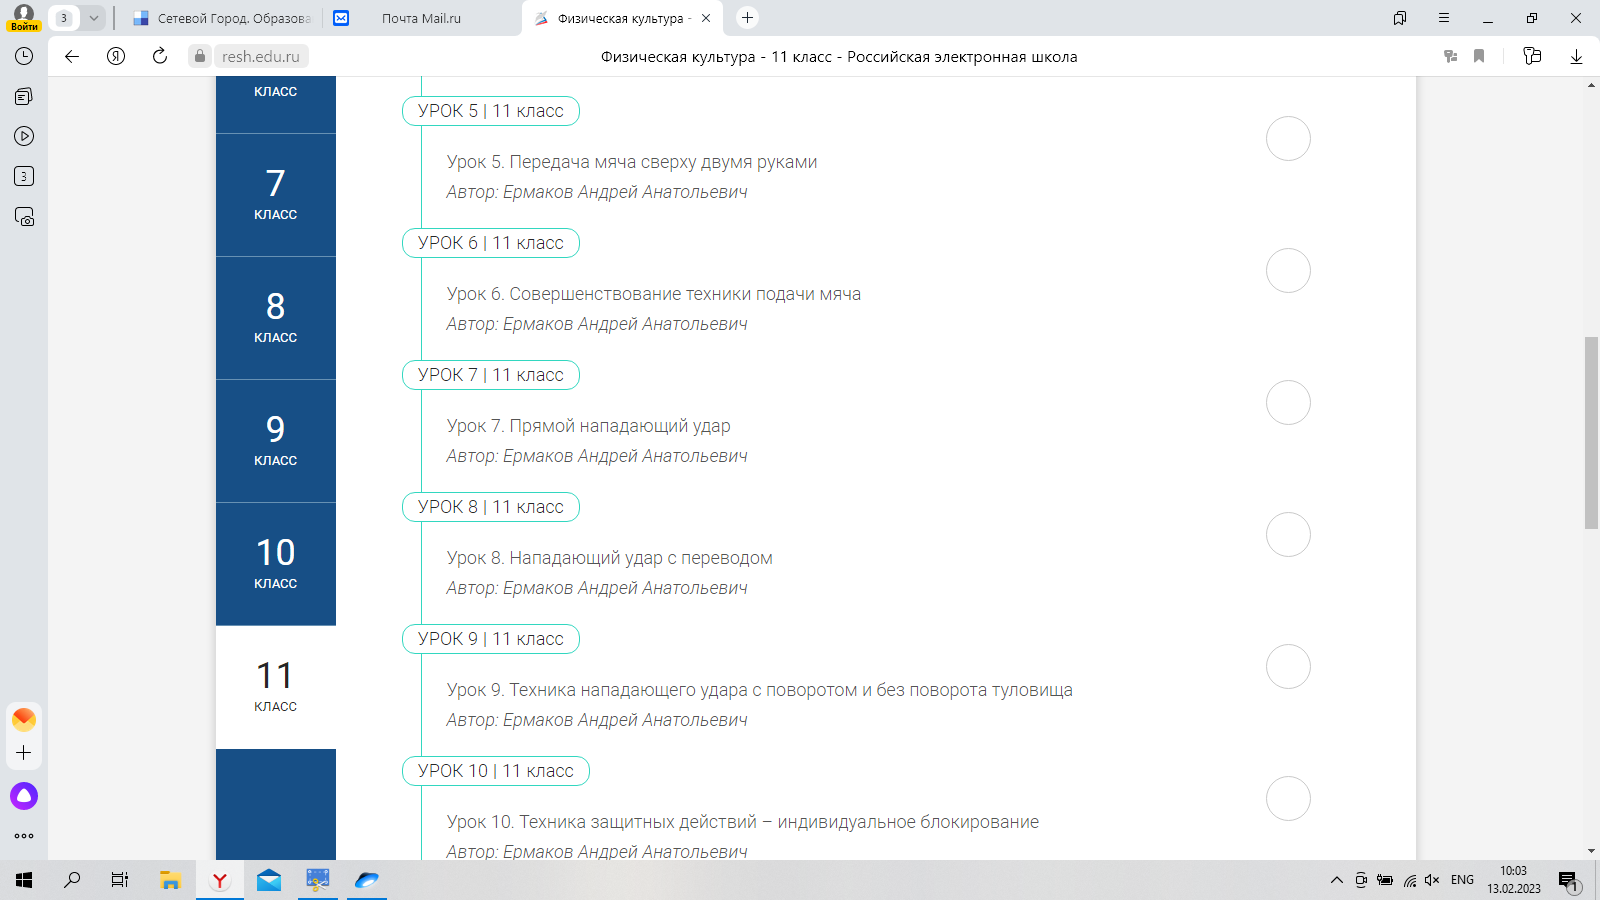 3
Сетевой Город. Образова
Почта Mail.ru
Физическая культура -
Войти
resh.edu.ru
Физическая культура - 11 класс - Российская электронная школа
3
КЛАСС
7
КЛАСС
8
КЛАСС
9
КЛАСС
10
КЛАСС
11
КЛАСС
УРОК 5 | 11 класс
Урок 5. Передача мяча сверху двумя руками
Автор: Ермаков Андрей Анатольевич
УРОК 6 | 11 класс
Урок 6. Совершенствование техники подачи мяча
Автор: Ермаков Андрей Анатольевич
УРОК 7 | 11 класс
Урок 7. Прямой нападающий удар
Автор: Ермаков Андрей Анатольевич
УРОК 8 | 11 класс
Урок 8. Нападающий удар с переводом
Автор: Ермаков Андрей Анатольевич
УРОК 9 | 11 класс
Урок 9. Техника нападающего удара с поворотом и без поворота туловища
Автор: Ермаков Андрей Анатольевич
УРОК 10 | 11 класс
Урок 10. Техника защитных действий – индивидуальное блокирование
Автор: Ермаков Андрей Анатольевич
ENG
10:03
13.02.2023
1